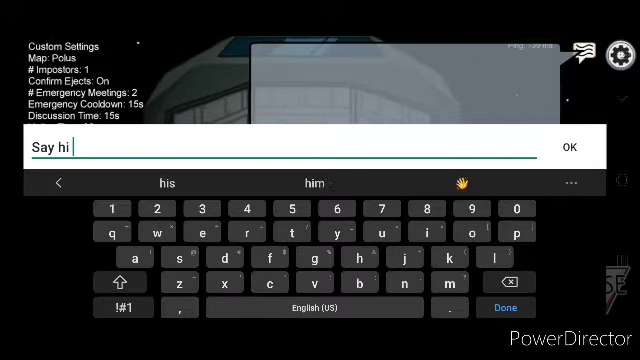 Custom Settings
Ping: 139 ms
Map: Polus
# Impostors: 1
Confirm Ejects: On
# Emergency Meetings: 2
Emergency Cooldown: 15s
Discussion Time: 15s
Say hi
OK
his him 👋 ...
1 2 3 4 5 6 7 8 9 0
q w e r t y u i o p
a s d f g h j k l
z x c v b n m
!#1 , English (US) . Done
PowerDirector